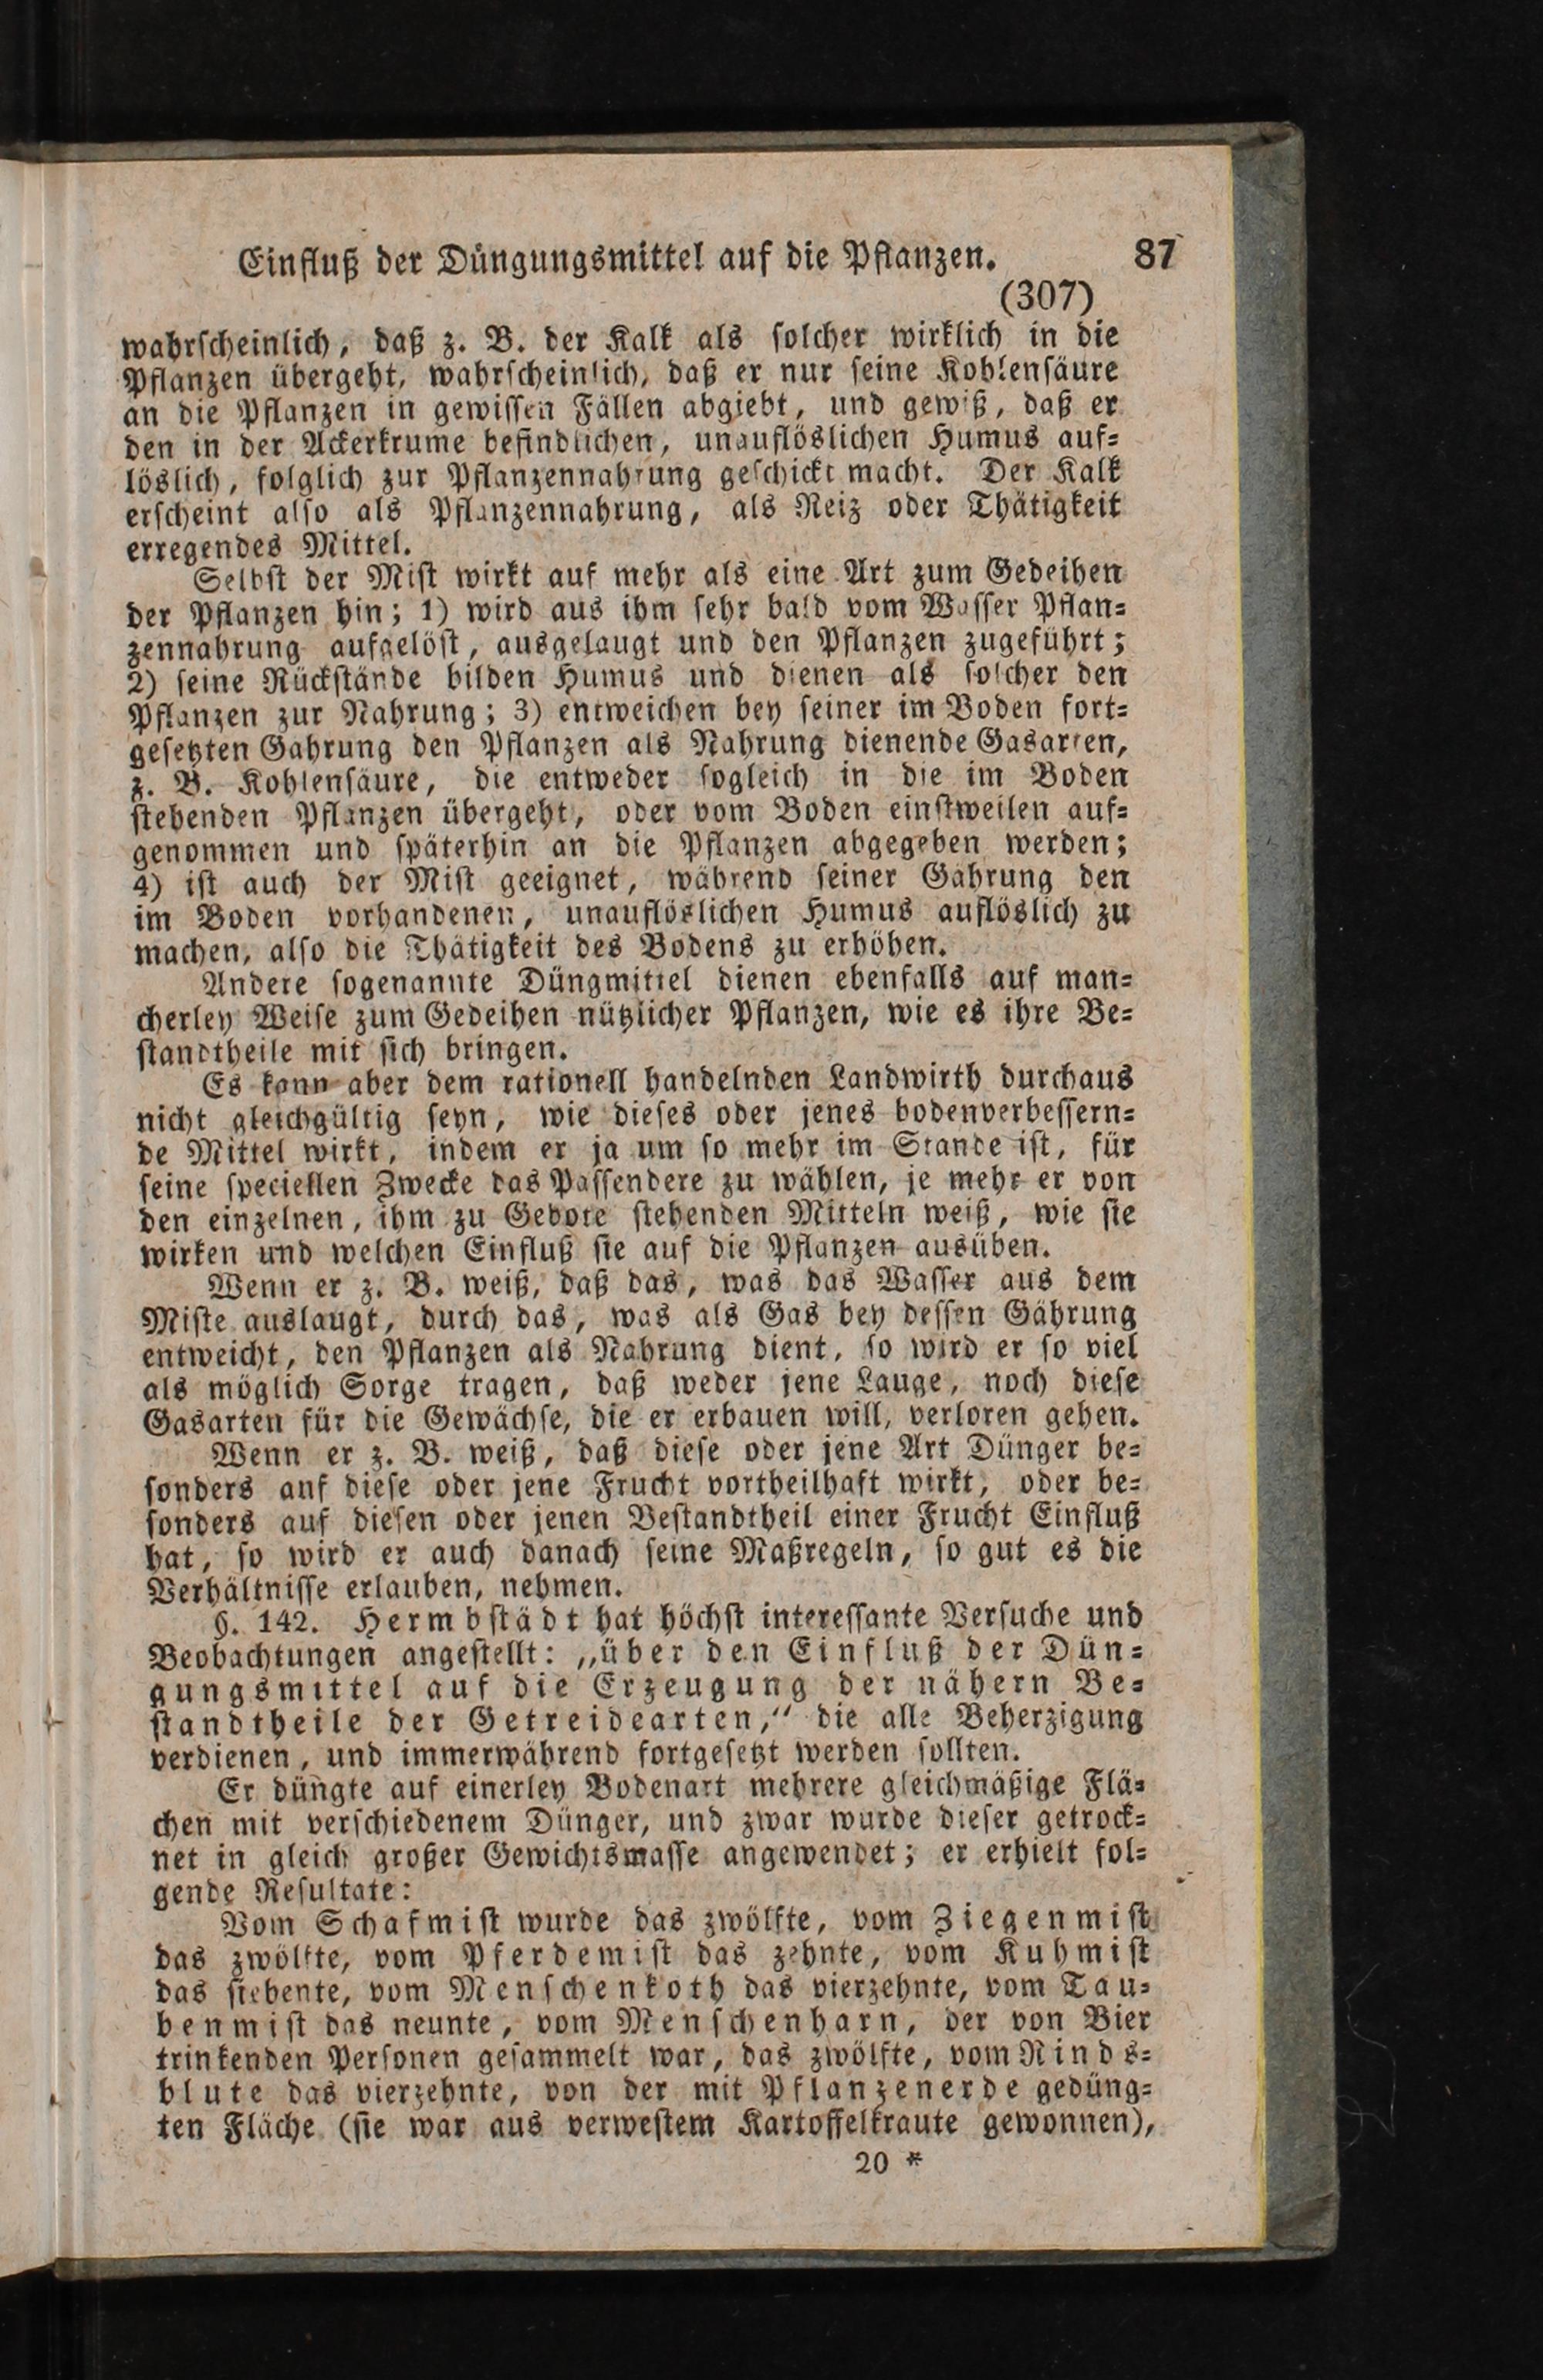 Einfluß der Düngungsmittel auf die Pflanzen. 87
(307)
wahrſcheinlich, daß z. B. der Kalk als ſolcher wirklich in die
Pflanzen übergeht, wahrſcheinlich, daß er nur ſeine Kohlenſäure
an die Pflanzen in gewiſſen Fällen abgiebt, und gewiß, daß er
den in der Ackerkrume befindlichen, unauflöslichen Humus auf⸗
löslich, folglich zur Pflanzennahrung geſchickt macht. Der Kalk
erſcheint alſo als Pflanzennahrung, als Reiz oder Thätigkeit
erregendes Mittel.
Selbſt der Miſt wirkt auf mehr als eine Art zum Gedeihen
der Pflanzen hin; 1) wird aus ihm ſehr bald vom Waſſer Pflan⸗
zennahrung aufgelöſt, ausgelaugt und den Pflanzen zugeführt;
2) ſeine Rückſtände bilden Humus und dienen als ſolcher den
Pflanzen zur Nahrung; 3) entweichen bey ſeiner im Boden fort⸗
geſetzten Gahrung den Pflanzen als Nahrung dienende Gasarten,
z. B. Kohlenſäure, die entweder ſogleich in die im Boden
ſtehenden Pflanzen übergeht, oder vom Boden einſtweilen auf⸗
genommen und ſpäterhin an die Pflanzen abgegeben werden;
4) iſt auch der Miſt geeignet, während ſeiner Gahrung den
im Boden vorhandenen, unauflöslichen Humus auflöslich zu
machen, alſo die Thätigkeit des Bodens zu erhöhen.
Andere ſogenannte Düngmittel dienen ebenfalls auf man⸗
cherley Weiſe zum Gedeihen nützlicher Pflanzen, wie es ihre Be⸗
ſtandtheile mit ſich bringen.
Es kann aber dem rationell handelnden Landwirth durchaus
nicht gleichgültig ſeyn, wie dieſes oder jenes bodenverbeſſern⸗
de Mittel wirkt, indem er ja um ſo mehr im Stande iſt, für
ſeine ſpeciellen Zwecke das Paſſendere zu wählen, je mehr er von
den einzelnen, ihm zu Gebote ſtehenden Mitteln weiß, wie ſie
wirken und welchen Einfluß ſie auf die Pflanzen ausüben.
Wenn er z. B. weiß, daß das, was das Waſſer aus dem
Miſte auslaugt, durch das, was als Gas bey deſſen Gährung
entweicht, den Pflanzen als Nahrung dient, ſo wird er ſo viel
als möglich Sorge tragen, daß weder jene Lauge, noch dieſe
Gasarten für die Gewächſe, die er erbauen will, verloren gehen.
Wenn er z. B. weiß, daß dieſe oder jene Art Dünger be⸗
ſonders auf dieſe oder jene Frucht vortheilhaft wirkt, oder be⸗
ſonders auf dieſen oder jenen Beſtandtheil einer Frucht Einfluß
hat, ſo wird er auch danach ſeine Maßregeln, ſo gut es die
Verhältniſſe erlauben, nehmen.
§. 142. Hermbſtädt hat höchſt intereſſante Verſuche und
Beobachtungen angeſtellt: „über den Einfluß der Dün⸗
gungsmittel auf die Erzeugung der nähern Be⸗
ſtandtheile der Getreidearten,“ die alle Beherzigung
verdienen, und immerwährend fortgeſetzt werden ſollten.
Er düngte auf einerley Bodenart mehrere gleichmäßige Flä⸗
chen mit verſchiedenem Dünger, und zwar wurde dieſer getrock⸗
net in gleich großer Gewichtsmaſſe angewendet; er erhielt fol⸗
gende Reſultate:
Vom Schafmiſt wurde das zwölfte, vom Ziegenmiſt
das zwölfte, vom Pferdemiſt das zehnte, vom Kuhmiſt
das ſiebente, vom Menſchenkoth das vierzehnte, vom Tau⸗
benmiſt das neunte, vom Menſchenharn, der von Bier
trinkenden Perſonen geſammelt war, das zwölfte, vom Rinds⸗
blute das vierzehnte, von der mit Pflanzenerde gedüng⸗
ten Fläche (ſie war aus verweſtem Kartoffelkraute gewonnen),
20 *